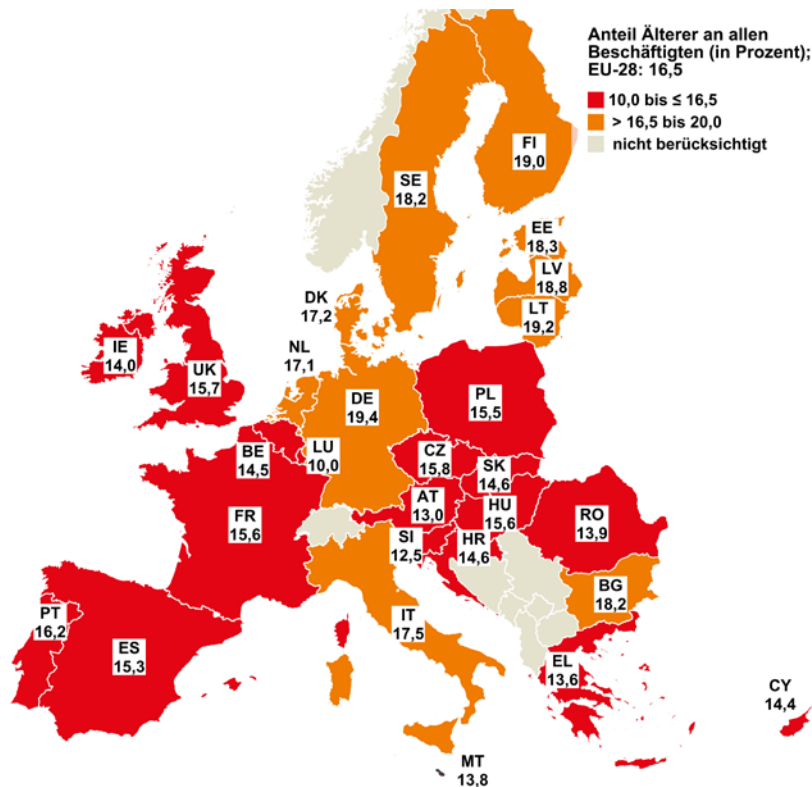 Anteil Älterer an allen
Beschäftigten (in Prozent);
EU-28: 16,5
10,0 bis ≤ 16,5
> 16,5 bis 20,0
nicht berücksichtigt
FI
19,0
SE
18,2
EE
18,3
LV
18,8
LT
19,2
DK
17,2
NL
17,1
IE
14,0
UK
15,7
DE
19,4
PL
15,5
BE
14,5
LU
10,0
CZ
15,8
SK
14,6
AT
13,0
HU
15,6
FR
15,6
SI
12,5
HR
14,6
RO
13,9
BG
18,2
PT
16,2
ES
15,3
IT
17,5
EL
13,6
CY
14,4
MT
13,8